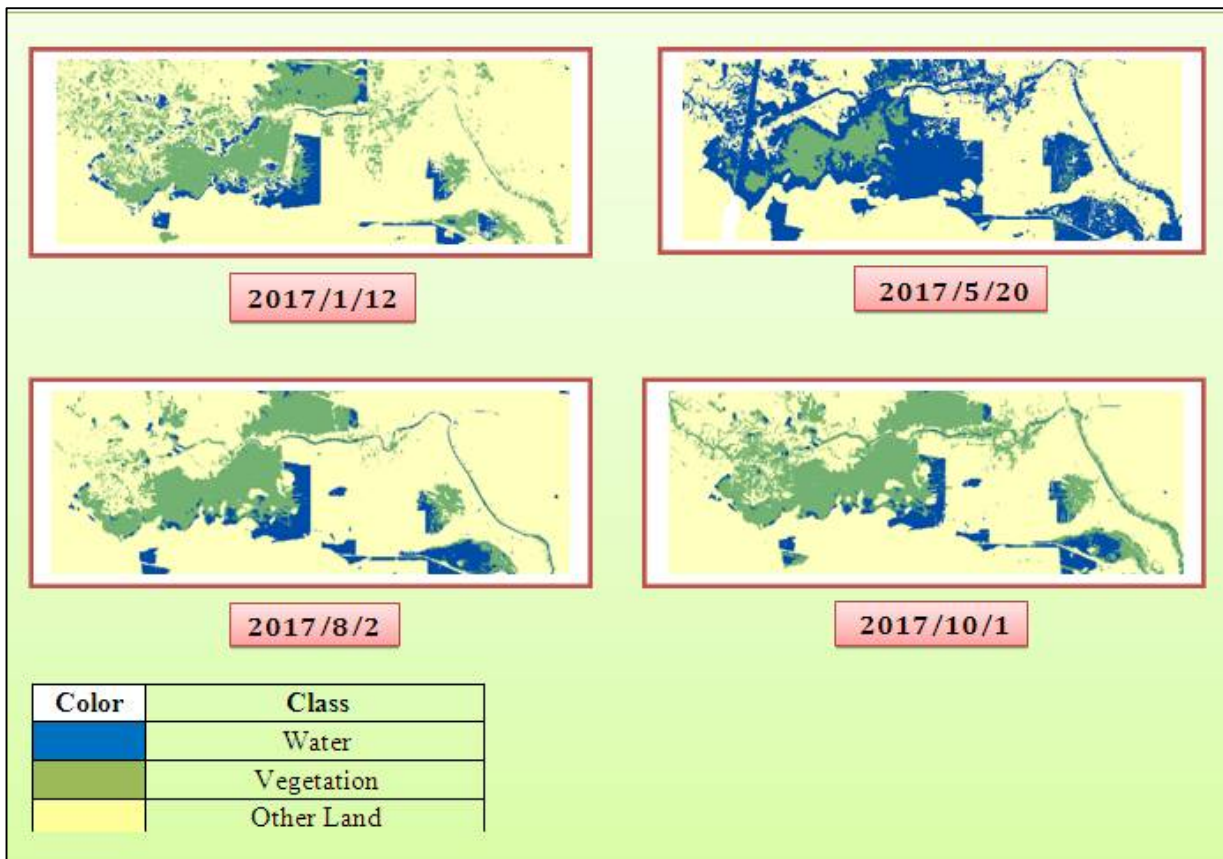 2017/1/12
2017/5/20
2017/8/2
2017/10/1
Color Class
Water
Vegetation
Other Land